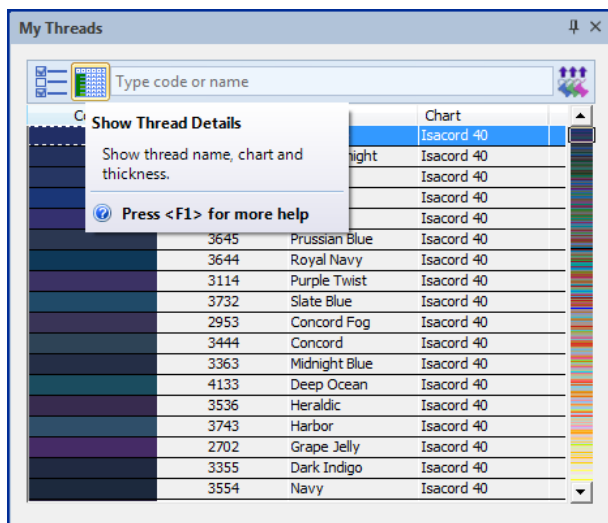 My Threads
Type code or name
Co Chart
Show Thread Details
Show thread name, chart and
thickness.
Press <F1> for more help
Isacord 40
night Isacord 40
Isacord 40
Isacord 40
Isacord 40
3645 Prussian Blue Isacord 40
3644 Royal Navy Isacord 40
3114 Purple Twist Isacord 40
3732 Slate Blue Isacord 40
2953 Concord Fog Isacord 40
3444 Concord Isacord 40
3363 Midnight Blue Isacord 40
4133 Deep Ocean Isacord 40
3536 Heraldic Isacord 40
3743 Harbor Isacord 40
2702 Grape Jelly Isacord 40
3355 Dark Indigo Isacord 40
3554 Navy Isacord 40